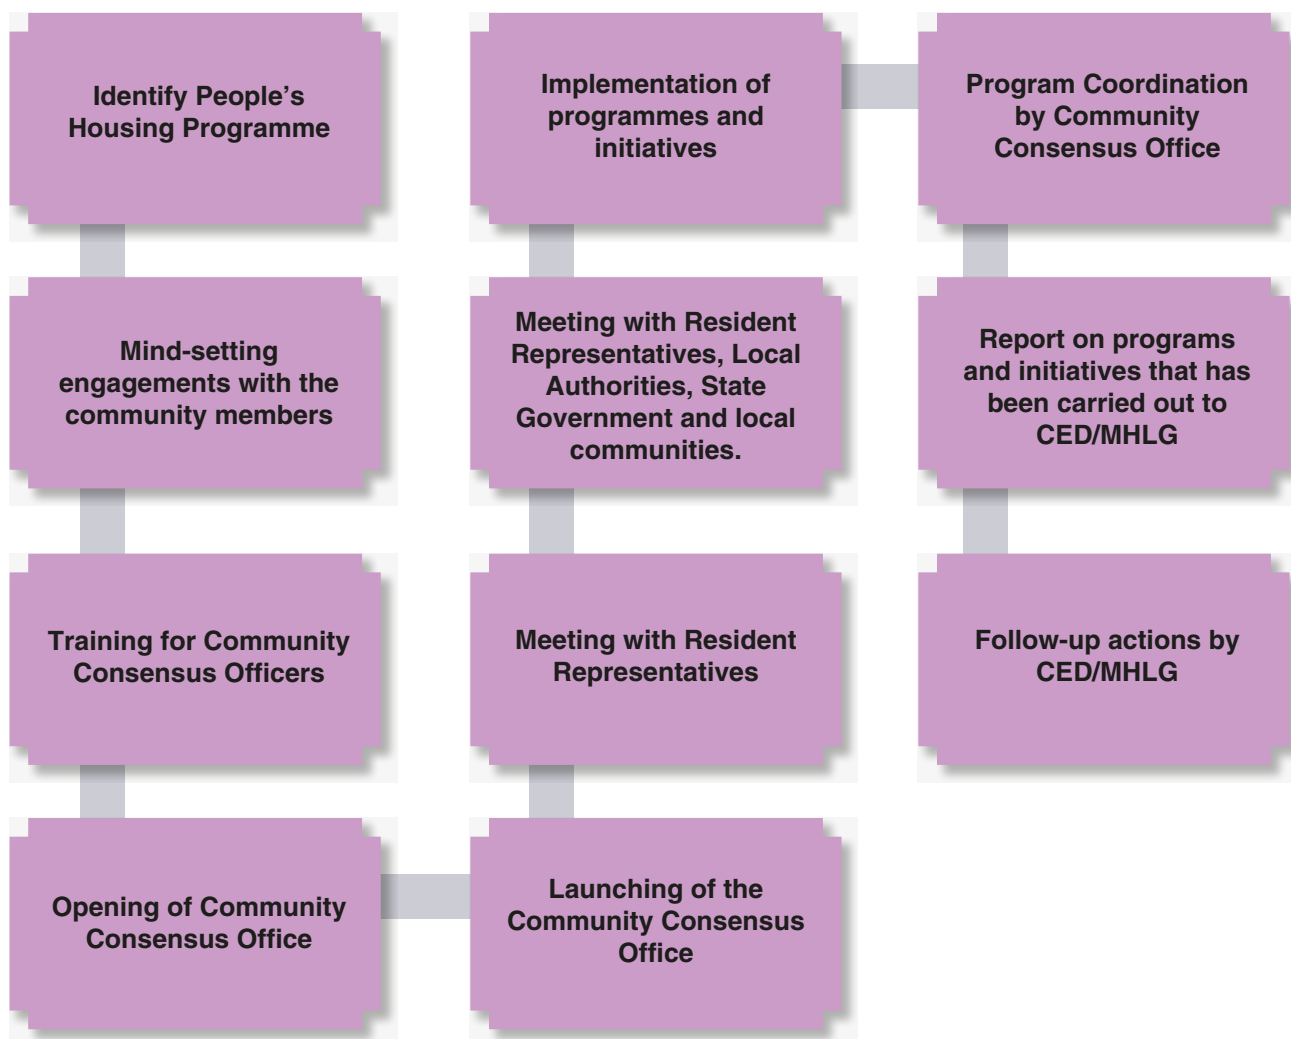 Identify People's
Housing Programme
Mind-setting
engagements with the
community members
Training for Community
Consensus Officers
Opening of Community
Consensus Office
Launching of the
Community Consensus
Office
Meeting with Resident
Representatives
Meeting with Resident
Representatives, Local
Authorities, State
Government and local
communities.
Implementation of
programmes and
initiatives
Program Coordination
by Community
Consensus Office
Report on programs
and initiatives that has
been carried out to
CED/MHLG
Follow-up actions by
CED/MHLG